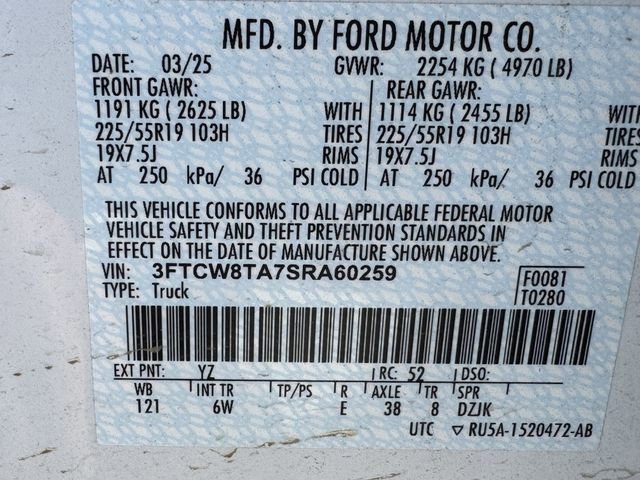 MFD. BY FORD MOTOR CO.
DATE: 03/25 GVWR: 2254 KG ( 4970 LB)
FRONT GAWR: REAR GAWR:
1191 KG ( 2625 LB) WITH 1114 KG ( 2455 LB) WITH
225/55R19 103H TIRES 225/55R19 103H TIRES
19X7.5J RIMS 19X7.5J RIMS
AT 250 kPa/ 36 PSI COLD AT 250 kPa/ 36 PSI COLD
THIS VEHICLE CONFORMS TO ALL APPLICABLE FEDERAL MOTOR
VEHICLE SAFETY AND THEFT PREVENTION STANDARDS IN
EFFECT ON THE DATE OF MANUFACTURE SHOWN ABOVE.
VIN: 3FTCW8TA7SRA60259 F0081
TYPE: Truck T0280
EXT PNT: YZ RC: 52 DSO:
WB INT TR TP/PS R AXLE TR SPR
121 6W E 38 8 DZJK
UTC ▽ RU5A-1520472-AB